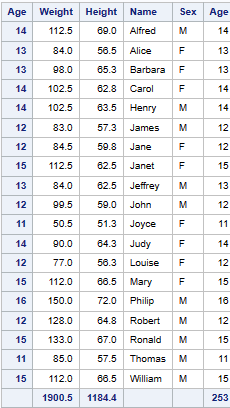 Age Weight Height Name Sex Age
14 112.5 69.0 Alfred M 14
13 84.0 56.5 Alice F 13
13 98.0 65.3 Barbara F 13
14 102.5 62.8 Carol F 14
14 102.5 63.5 Henry M 14
12 83.0 57.3 James M 12
12 84.5 59.8 Jane F 12
15 112.5 62.5 Janet F 15
13 84.0 62.5 Jeffrey M 13
12 99.5 59.0 John M 12
11 50.5 51.3 Joyce F 11
14 90.0 64.3 Judy F 14
12 77.0 56.3 Louise F 12
15 112.0 66.5 Mary F 15
16 150.0 72.0 Philip M 16
12 128.0 64.8 Robert M 12
15 133.0 67.0 Ronald M 15
11 85.0 57.5 Thomas M 11
15 112.0 66.5 William M 15
1900.5 1184.4 253